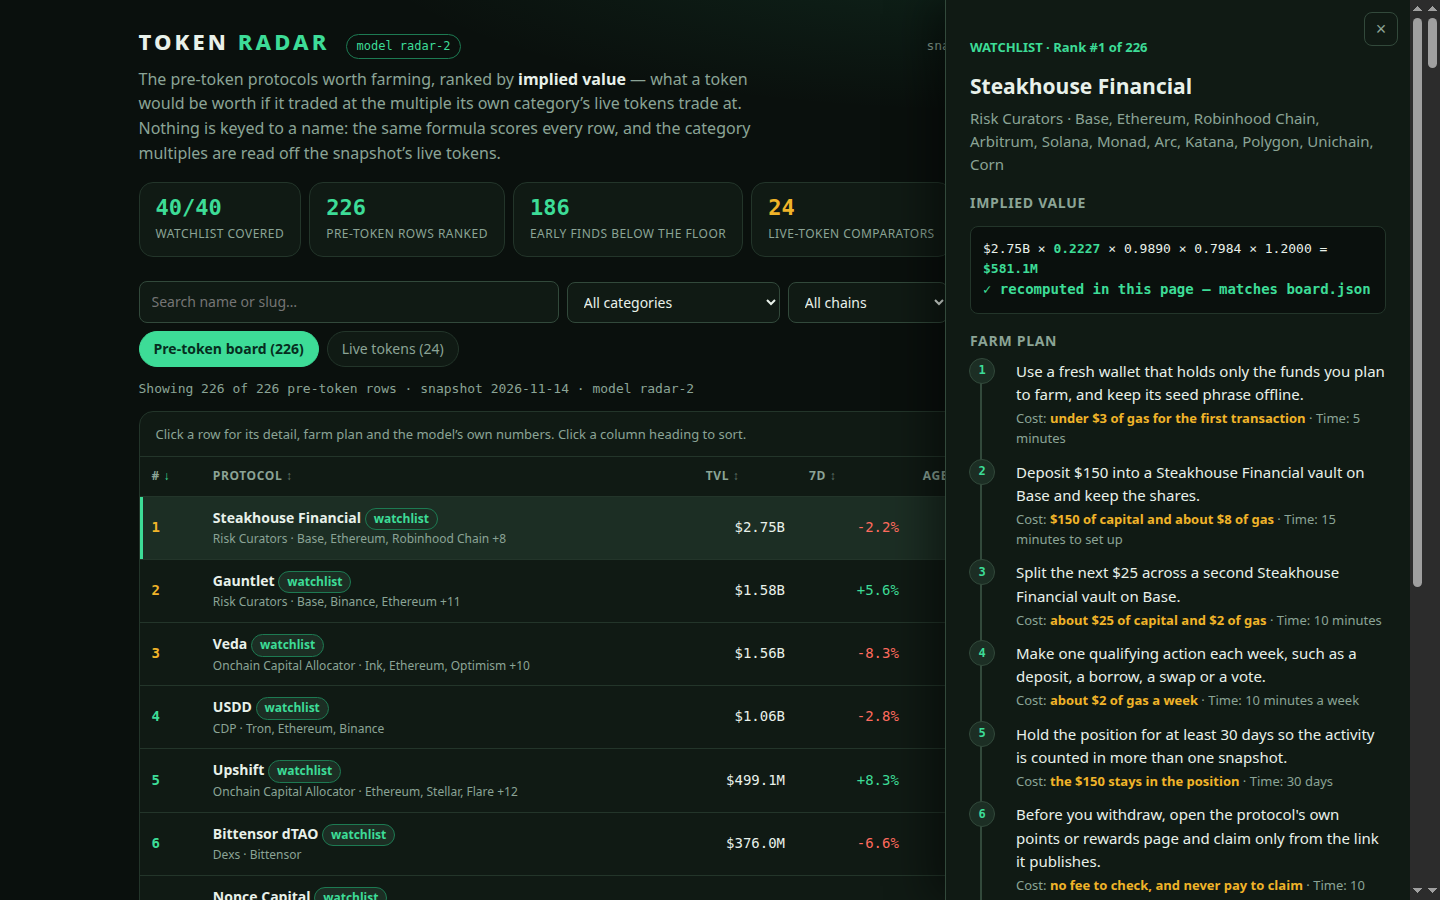 TOKEN RADAR model radar-2
sna
The pre-token protocols worth farming, ranked by implied value — what a token
would be worth if it traded at the multiple its own category's live tokens trade at.
Nothing is keyed to a name: the same formula scores every row, and the category
multiples are read off the snapshot's live tokens.
40/40
WATCHLIST COVERED
226
PRE-TOKEN ROWS RANKED
186
EARLY FINDS BELOW THE FLOOR
24
LIVE-TOKEN COMPARATORS
Search name or slug...
All categories
All chains
Pre-token board (226)
Live tokens (24)
Showing 226 of 226 pre-token rows · snapshot 2026-11-14 · model radar-2
Click a row for its detail, farm plan and the model's own numbers. Click a column heading to sort.
# ↓ PROTOCOL ↕ TVL ↕ 7D ↕ AGE
1 Steakhouse Financial watchlist $2.75B -2.2%
Risk Curators · Base, Ethereum, Robinhood Chain +8
2 Gauntlet watchlist $1.58B +5.6%
Risk Curators · Base, Binance, Ethereum +11
3 Veda watchlist $1.56B -8.3%
Onchain Capital Allocator · Ink, Ethereum, Optimism +10
4 USDD watchlist $1.06B -2.8%
CDP · Tron, Ethereum, Binance
5 Upshift watchlist $499.1M +8.3%
Onchain Capital Allocator · Ethereum, Stellar, Flare +12
6 Bittensor dTAO watchlist $376.0M -6.6%
Dexs · Bittensor
Nonce Capital watchlist
×
WATCHLIST · Rank #1 of 226
Steakhouse Financial
Risk Curators · Base, Ethereum, Robinhood Chain,
Arbitrum, Solana, Monad, Arc, Katana, Polygon, Unichain,
Corn
IMPLIED VALUE
$2.75B × 0.2227 × 0.9890 × 0.7984 × 1.2000 =
$581.1M
✓ recomputed in this page — matches board.json
FARM PLAN
1 Use a fresh wallet that holds only the funds you plan
to farm, and keep its seed phrase offline.
Cost: under $3 of gas for the first transaction · Time: 5
minutes
2 Deposit $150 into a Steakhouse Financial vault on
Base and keep the shares.
Cost: $150 of capital and about $8 of gas · Time: 15
minutes to set up
3 Split the next $25 across a second Steakhouse
Financial vault on Base.
Cost: about $25 of capital and $2 of gas · Time: 10 minutes
4 Make one qualifying action each week, such as a
deposit, a borrow, a swap or a vote.
Cost: about $2 of gas a week · Time: 10 minutes a week
5 Hold the position for at least 30 days so the activity
is counted in more than one snapshot.
Cost: the $150 stays in the position · Time: 30 days
6 Before you withdraw, open the protocol's own
points or rewards page and claim only from the link
it publishes.
Cost: no fee to check, and never pay to claim · Time: 10